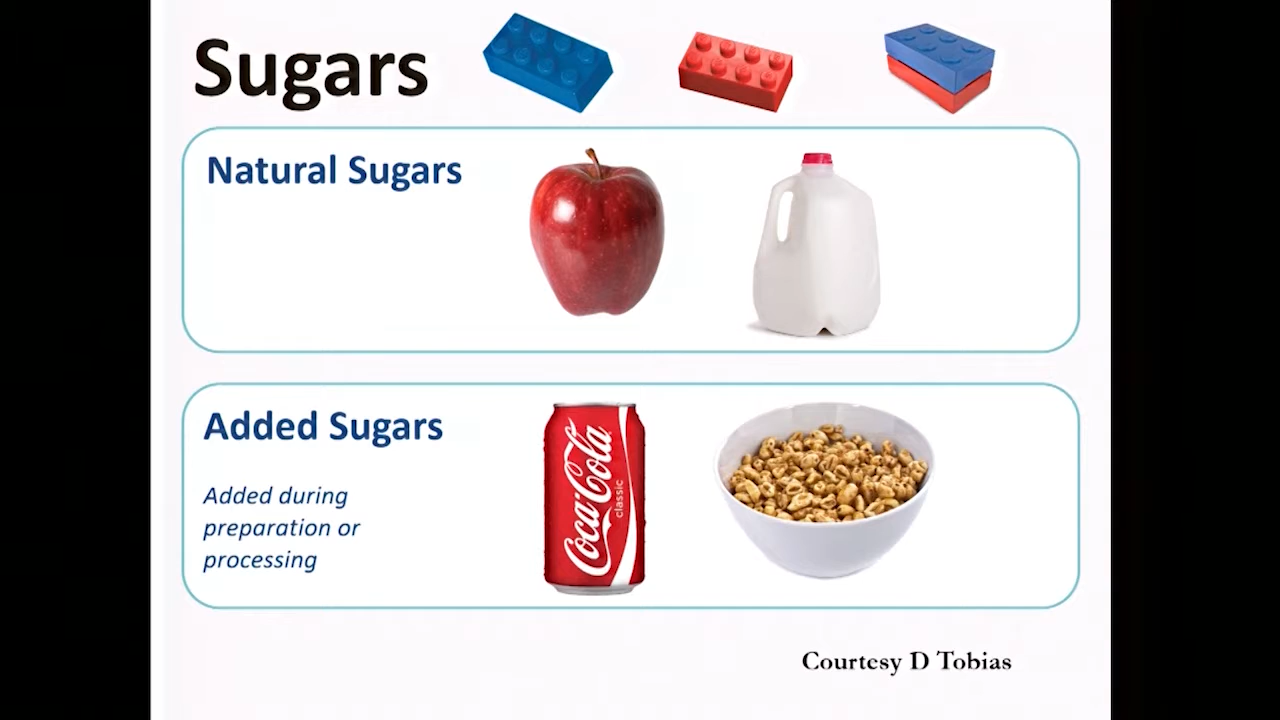 Sugars
Natural Sugars
Added Sugars
Added during
preparation or
processing
Coca-Cola
classic
Courtesy D Tobias